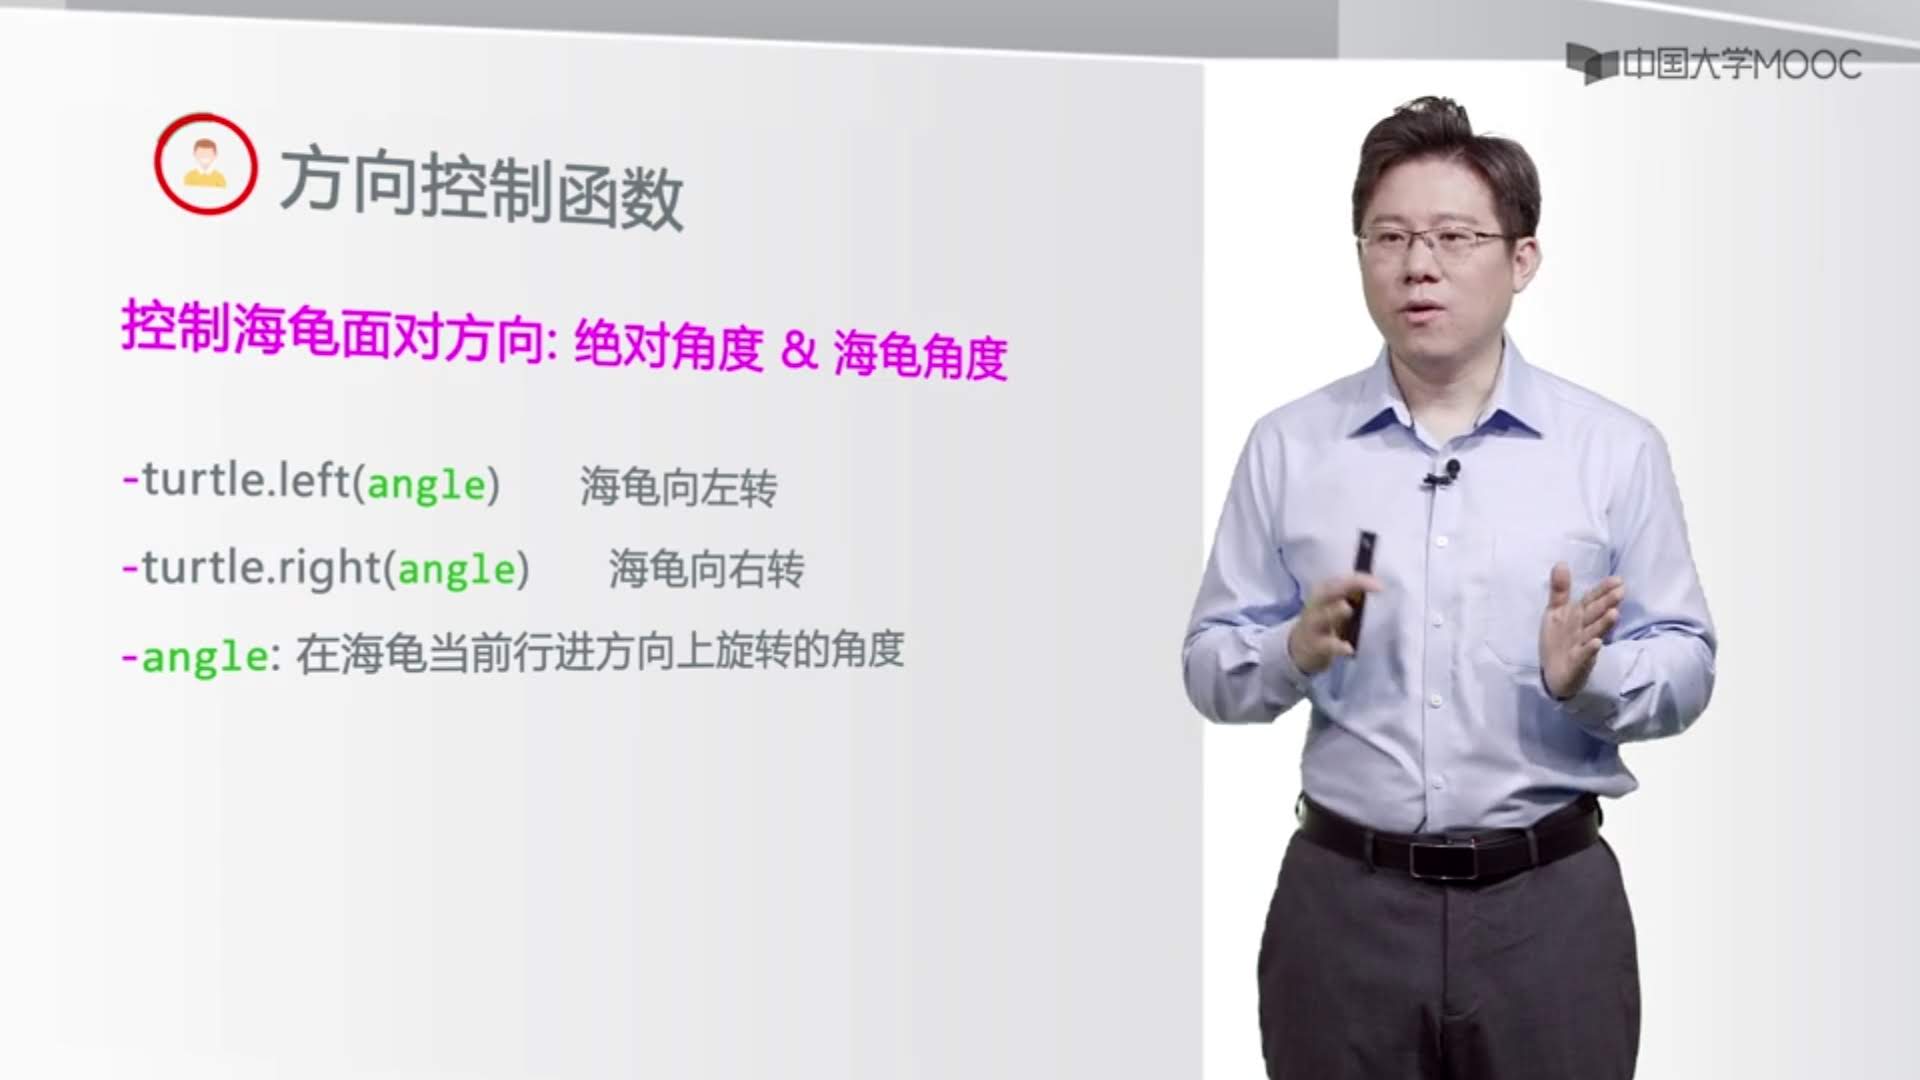 中国大学MOOC
方向控制函数
控制海龟面对方向: 绝对角度 & 海龟角度
-turtle.left(angle) 海龟向左转
-turtle.right(angle) 海龟向右转
-angle: 在海龟当前行进方向上旋转的角度